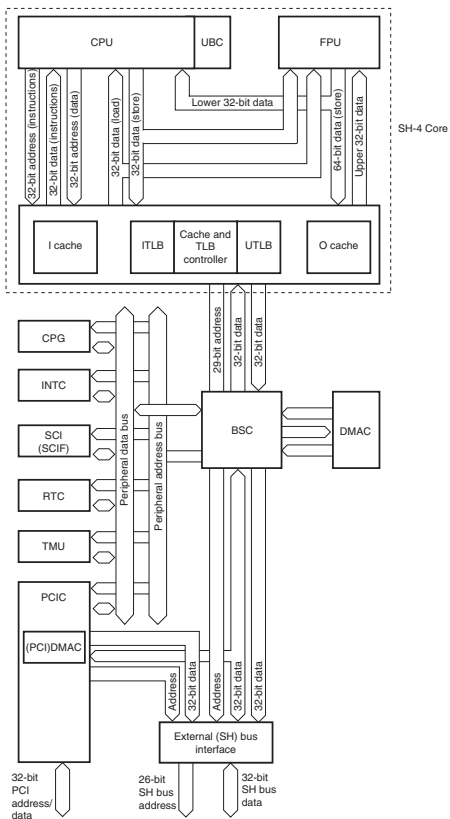 CPU
UBC
FPU
Lower 32-bit data
SH-4 Core
32-bit address (instructions)
32-bit data (instructions)
32-bit address (data)
32-bit data (load)
32-bit data (store)
64-bit data (store)
Upper 32-bit data
I cache
ITLB
Cache and
TLB
controller
UTLB
O cache
29-bit address
32-bit data
32-bit data
CPG
INTC
SCI
(SCIF)
RTC
TMU
PCIC
(PCI)DMAC
Peripheral data bus
Peripheral address bus
BSC
DMAC
Address
32-bit data
Address
32-bit data
32-bit data
External (SH) bus
interface
32-bit
PCI
address/
data
26-bit
SH bus
address
32-bit
SH bus
data